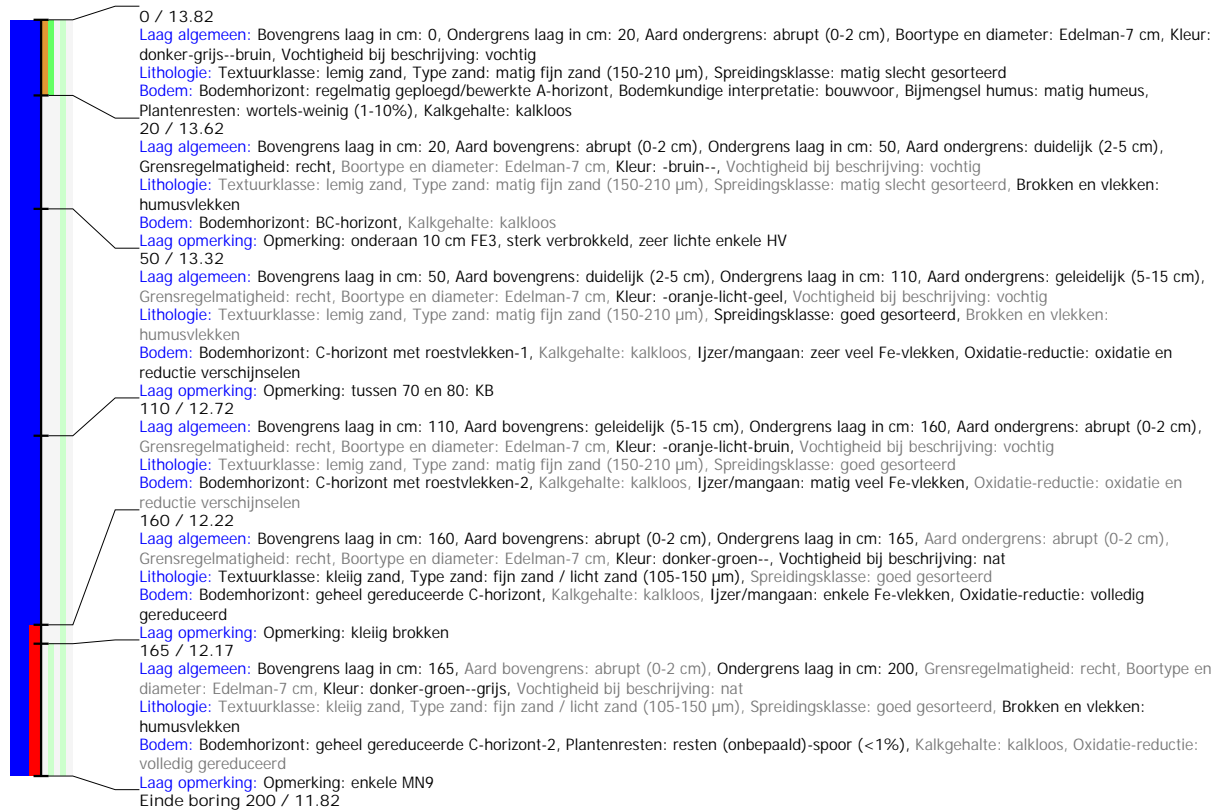 0 / 13.82
Laag algemeen: Bovengrens laag in cm: 0, Ondergrens laag in cm: 20, Aard ondergrens: abrupt (0-2 cm), Boortype en diameter: Edelman-7 cm, Kleur:
donker-grijs--bruin, Vochtigheid bij beschrijving: vochtig
Lithologie: Textuurklasse: lemig zand, Type zand: matig fijn zand (150-210 µm), Spreidingsklasse: matig slecht gesorteerd
Bodem: Bodemhorizont: regelmatig geploegd/bewerkte A-horizont, Bodemkundige interpretatie: bouwvoor, Bijmengsel humus: matig humeus,
Plantenresten: wortels-weinig (1-10%), Kalkgehalte: kalkloos
20 / 13.62
Laag algemeen: Bovengrens laag in cm: 20, Aard bovengrens: abrupt (0-2 cm), Ondergrens laag in cm: 50, Aard ondergrens: duidelijk (2-5 cm),
Grensregelmatigheid: recht, Boortype en diameter: Edelman-7 cm, Kleur: -bruin--, Vochtigheid bij beschrijving: vochtig
Lithologie: Textuurklasse: lemig zand, Type zand: matig fijn zand (150-210 µm), Spreidingsklasse: matig slecht gesorteerd, Brokken en vlekken:
humusvlekken
Bodem: Bodemhorizont: BC-horizont, Kalkgehalte: kalkloos
Laag opmerking: Opmerking: onderaan 10 cm FE3, sterk verbrokkeld, zeer lichte enkele HV
50 / 13.32
Laag algemeen: Bovengrens laag in cm: 50, Aard bovengrens: duidelijk (2-5 cm), Ondergrens laag in cm: 110, Aard ondergrens: geleidelijk (5-15 cm),
Grensregelmatigheid: recht, Boortype en diameter: Edelman-7 cm, Kleur: -oranje-licht-geel, Vochtigheid bij beschrijving: vochtig
Lithologie: Textuurklasse: lemig zand, Type zand: matig fijn zand (150-210 µm), Spreidingsklasse: goed gesorteerd, Brokken en vlekken:
humusvlekken
Bodem: Bodemhorizont: C-horizont met roestvlekken-1, Kalkgehalte: kalkloos, Ijzer/mangaan: zeer veel Fe-vlekken, Oxidatie-reductie: oxidatie en
reductie verschijnselen
Laag opmerking: Opmerking: tussen 70 en 80: KB
110 / 12.72
Laag algemeen: Bovengrens laag in cm: 110, Aard bovengrens: geleidelijk (5-15 cm), Ondergrens laag in cm: 160, Aard ondergrens: abrupt (0-2 cm),
Grensregelmatigheid: recht, Boortype en diameter: Edelman-7 cm, Kleur: -oranje-licht-bruin, Vochtigheid bij beschrijving: vochtig
Lithologie: Textuurklasse: lemig zand, Type zand: matig fijn zand (150-210 µm), Spreidingsklasse: goed gesorteerd
Bodem: Bodemhorizont: C-horizont met roestvlekken-2, Kalkgehalte: kalkloos, Ijzer/mangaan: matig veel Fe-vlekken, Oxidatie-reductie: oxidatie en
reductie verschijnselen
160 / 12.22
Laag algemeen: Bovengrens laag in cm: 160, Aard bovengrens: abrupt (0-2 cm), Ondergrens laag in cm: 165, Aard ondergrens: abrupt (0-2 cm),
Grensregelmatigheid: recht, Boortype en diameter: Edelman-7 cm, Kleur: donker-groen--, Vochtigheid bij beschrijving: nat
Lithologie: Textuurklasse: kleiig zand, Type zand: fijn zand / licht zand (105-150 µm), Spreidingsklasse: goed gesorteerd
Bodem: Bodemhorizont: geheel gereduceerde C-horizont, Kalkgehalte: kalkloos, Ijzer/mangaan: enkele Fe-vlekken, Oxidatie-reductie: volledig
gereduceerd
Laag opmerking: Opmerking: kleiig brokken
165 / 12.17
Laag algemeen: Bovengrens laag in cm: 165, Aard bovengrens: abrupt (0-2 cm), Ondergrens laag in cm: 200, Grensregelmatigheid: recht, Boortype en
diameter: Edelman-7 cm, Kleur: donker-groen--grijs, Vochtigheid bij beschrijving: nat
Lithologie: Textuurklasse: kleiig zand, Type zand: fijn zand / licht zand (105-150 µm), Spreidingsklasse: goed gesorteerd, Brokken en vlekken:
humusvlekken
Bodem: Bodemhorizont: geheel gereduceerde C-horizont-2, Plantenresten: resten (onbepaald)-spoor (<1%), Kalkgehalte: kalkloos, Oxidatie-reductie:
volledig gereduceerd
Laag opmerking: Opmerking: enkele MN9
Einde boring 200 / 11.82